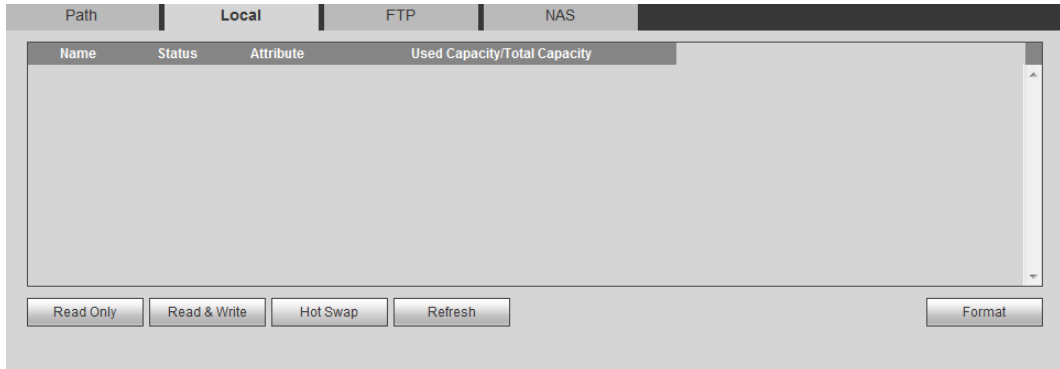 Path Local FTP NAS
Name Status Attribute Used Capacity/Total Capacity
Read Only Read & Write Hot Swap Refresh Format